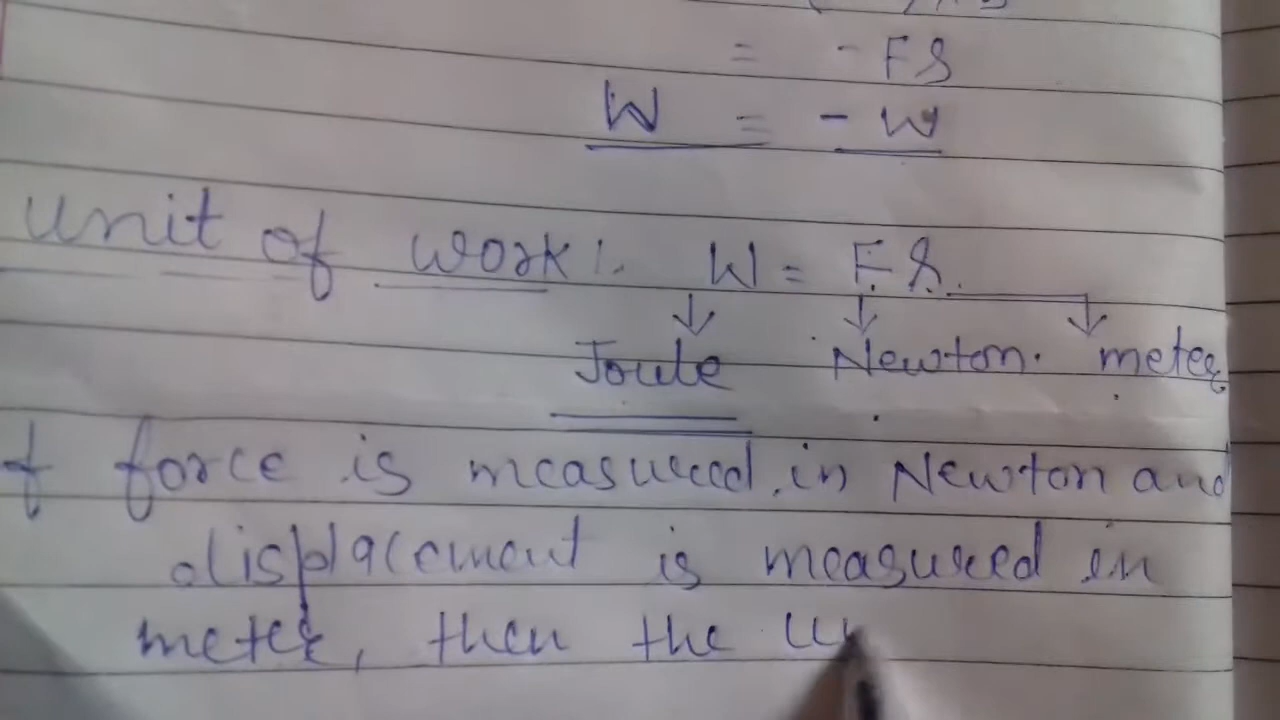 = - FS
W = - W
unit of work :. W = F.S.
↓ ↓ ↓
Joule Newton. meter
f force is measured in Newton and
displacement is measured in
meter, then the